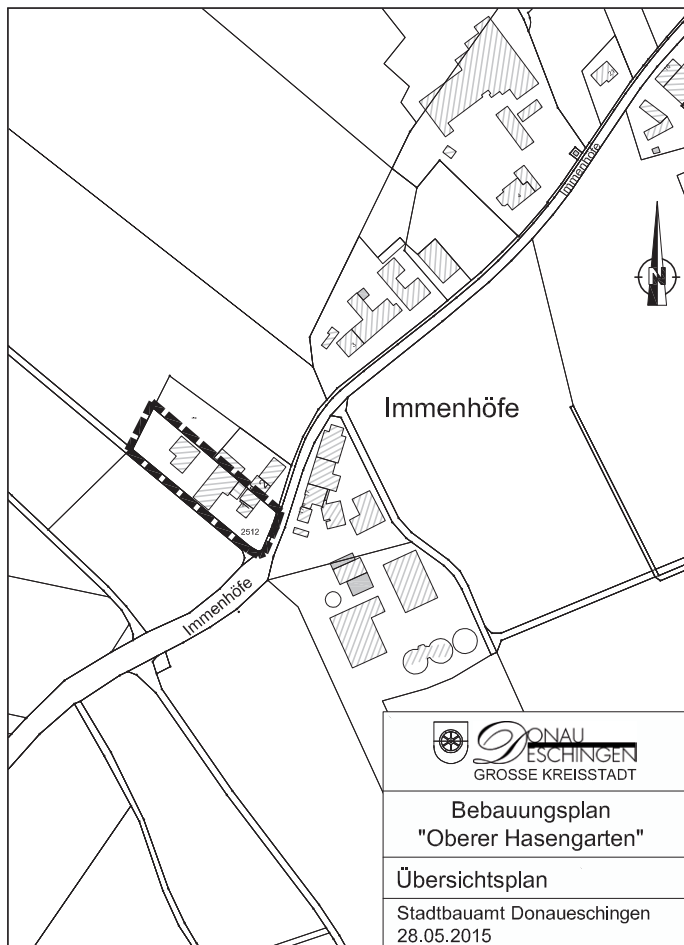 Immenhöfe
N
Immenhöfe
2512
Immenhöfe
DONAU
ESCHINGEN
GROSSE KREISSTADT
Bebauungsplan
"Oberer Hasengarten"
Übersichtsplan
Stadtbauamt Donaueschingen
28.05.2015